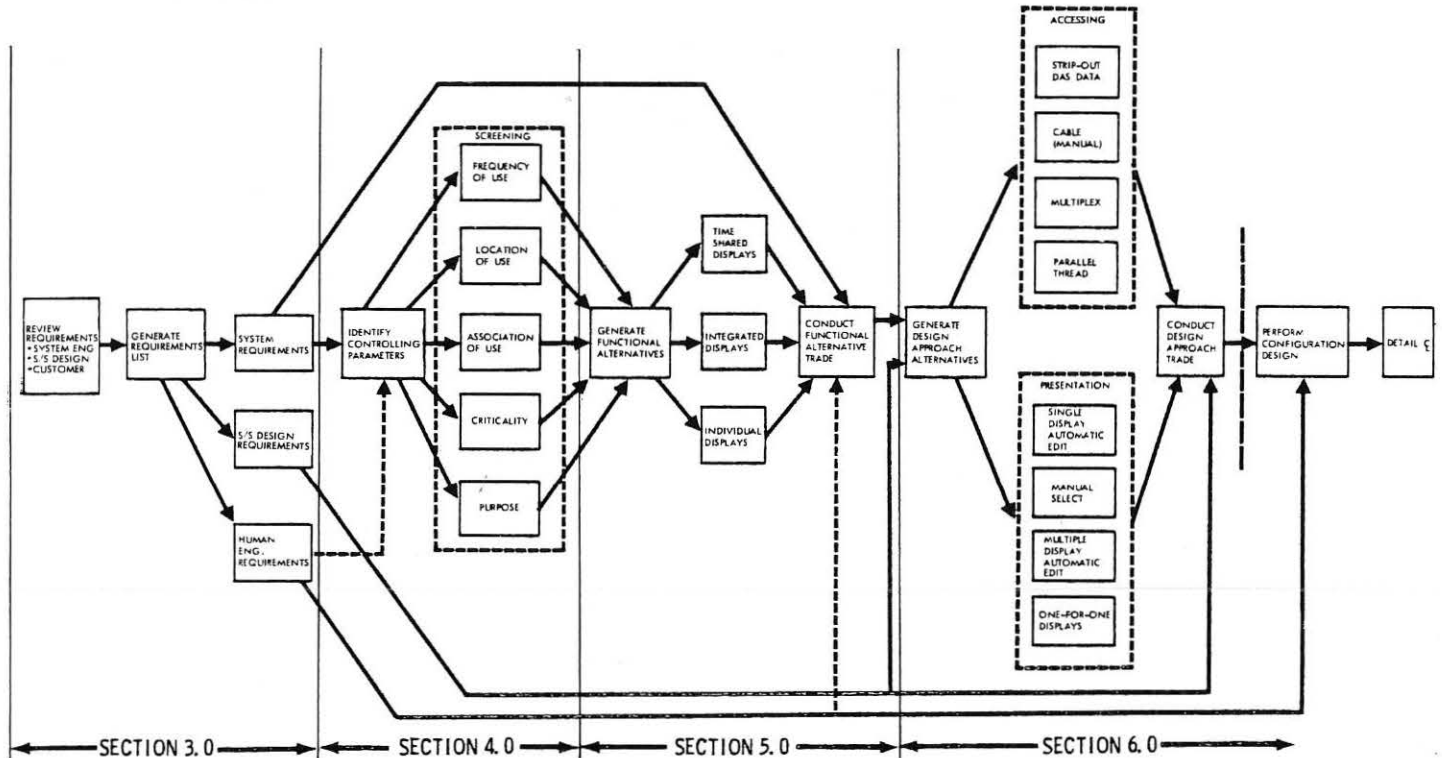 REVIEW
REQUIREMENTS
*SYSTEM ENG
*S/S DESIGN
*CUSTOMER
GENERATE
REQUIREMENTS
LIST
SYSTEM
REQUIREMENTS
S/S DESIGN
REQUIREMENTS
HUMAN
ENG.
REQUIREMENTS
IDENTIFY
CONTROLLING
PARAMETERS
SCREENING
FREQUENCY
OF USE
LOCATION
OF USE
ASSOCIATION
OF USE
CRITICALITY
PURPOSE
GENERATE
FUNCTIONAL
ALTERNATIVES
TIME
SHARED
DISPLAYS
INTEGRATED
DISPLAYS
INDIVIDUAL
DISPLAYS
CONDUCT
FUNCTIONAL
ALTERNATIVE
TRADE
GENERATE
DESIGN
APPROACH
ALTERNATIVES
ACCESSING
STRIP-OUT
DAS DATA
CABLE
(MANUAL)
MULTIPLEX
PARALLEL
THREAD
PRESENTATION
SINGLE
DISPLAY
AUTOMATIC
EDIT
MANUAL
SELECT
MULTIPLE
DISPLAY
AUTOMATIC
EDIT
ONE-FOR-ONE
DISPLAYS
CONDUCT
DESIGN
APPROACH
TRADE
PERFORM
CONFIGURATION
DESIGN
DETAIL
SECTION 3.0
SECTION 4.0
SECTION 5.0
SECTION 6.0